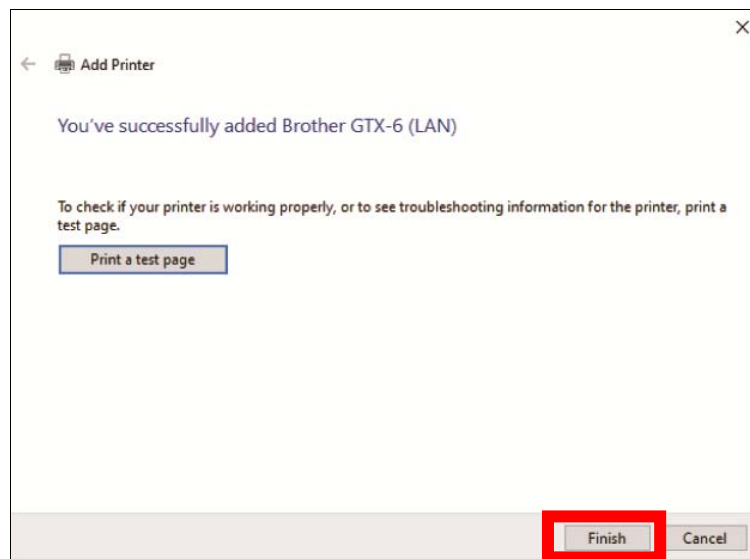 Add Printer
You've successfully added Brother GTX-6 (LAN)
To check if your printer is working properly, or to see troubleshooting information for the printer, print a
test page.
Print a test page
Finish
Cancel